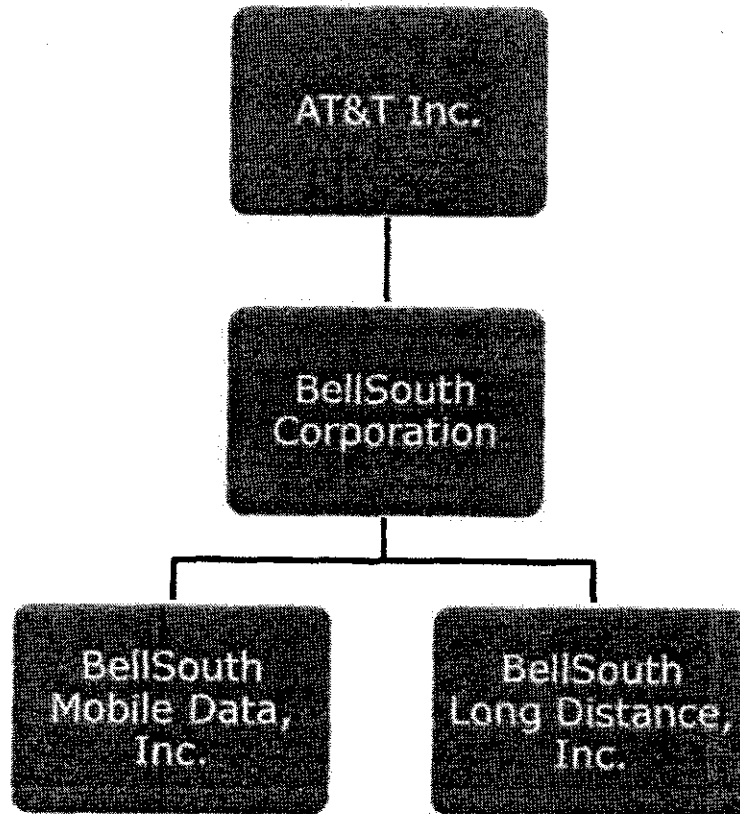 AT&T Inc.
BellSouth
Corporation
BellSouth
Mobile Data,
Inc.
BellSouth
Long Distance,
Inc.